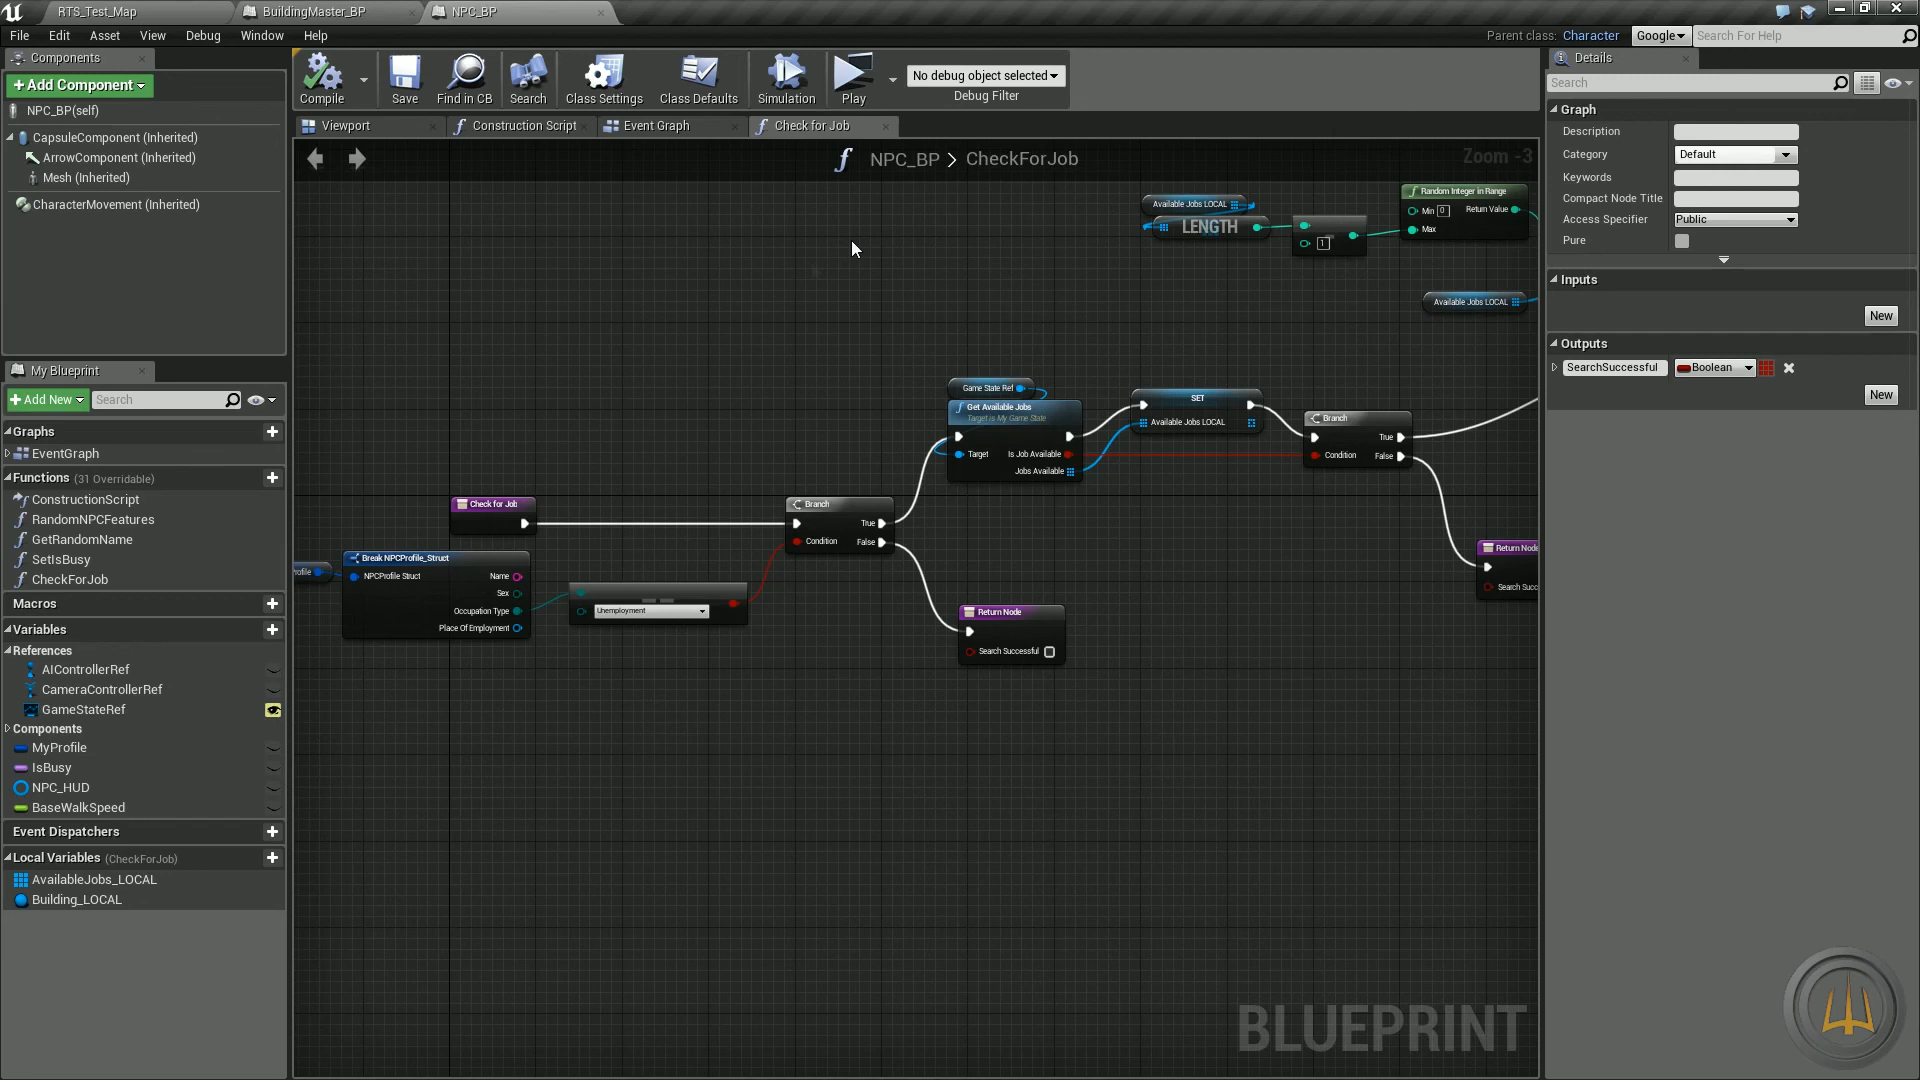 RTS_Test_Map
BuildingMaster_BP
NPC_BP
File Edit Asset View Debug Window Help
Parent class: Character
Google
Search For Help
Components
+Add Component
NPC_BP(self)
CapsuleComponent (Inherited)
ArrowComponent (Inherited)
Mesh (Inherited)
CharacterMovement (Inherited)
My Blueprint
+Add New
Search
Graphs
EventGraph
Functions (31 Overridable)
ConstructionScript
RandomNPCFeatures
GetRandomName
SetIsBusy
CheckForJob
Macros
Variables
References
AIControllerRef
CameraControllerRef
GameStateRef
Components
MyProfile
IsBusy
NPC_HUD
BaseWalkSpeed
Event Dispatchers
Local Variables (CheckForJob)
AvailableJobs_LOCAL
Building_LOCAL
Compile
Save
Find in CB
Search
Class Settings
Class Defaults
Simulation
Play
No debug object selected
Debug Filter
Viewport
Construction Script
Event Graph
Check for Job
NPC_BP > CheckForJob
Zoom -3
Available Jobs LOCAL
LENGTH
1
Random Integer in Range
Min 0
Return Value
Max
Available Jobs LOCAL
Game State Ref
Get Available Jobs
Target is My Game State
Target
Is Job Available
Jobs Available
SET
Available Jobs LOCAL
Branch
True
Condition
False
Check for Job
Branch
True
Condition
False
rofile
Break NPCProfile_Struct
NPCProfile Struct
Name
Sex
Occupation Type
Place Of Employment
Unemployment
Return Node
Search Successful
Return Node
Search Succ
BLUEPRINT
Details
Search
Graph
Description
Category
Default
Keywords
Compact Node Title
Access Specifier
Public
Pure
Inputs
New
Outputs
SearchSuccessful
Boolean
New